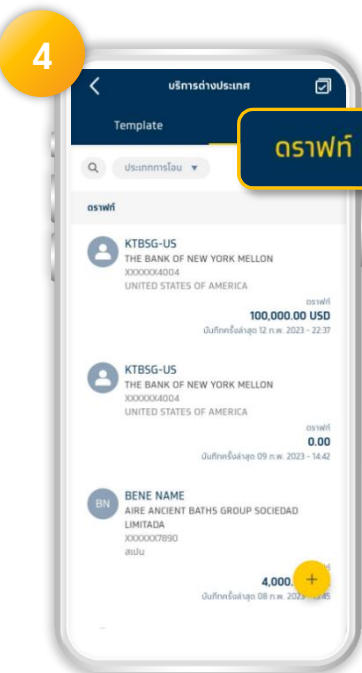 4
บริการต่างประเทศ
Template
ดราฟท์
ประเภทการโอน
ดราฟท์
KTBSG-US
THE BANK OF NEW YORK MELLON
XXXXXX4004
UNITED STATES OF AMERICA
ดราฟท์
100,000.00 USD
บันทึกครั้งล่าสุด 12 ก.พ. 2023 - 22:37
KTBSG-US
THE BANK OF NEW YORK MELLON
XXXXXX4004
UNITED STATES OF AMERICA
ดราฟท์
0.00
บันทึกครั้งล่าสุด 09 ก.พ. 2023 - 14:42
BN
BENE NAME
AIRE ANCIENT BATHS GROUP SOCIEDAD
LIMITADA
XXXXXX7890
สเปน
4,000.
+
บันทึกครั้งล่าสุด 08 ก.พ. 2023